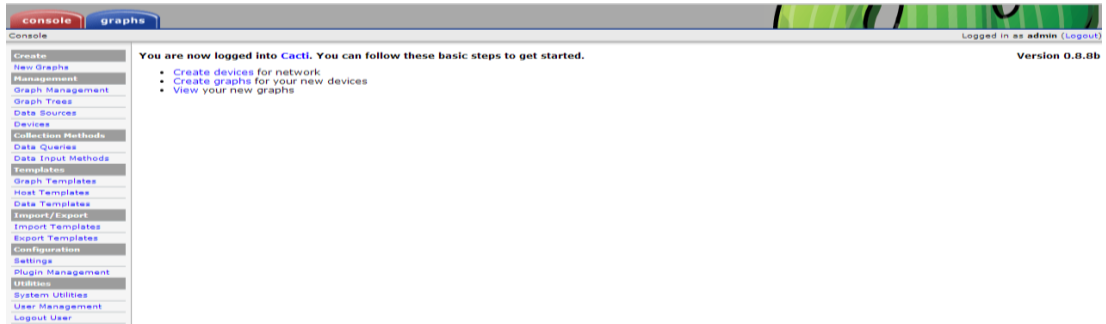 console graphs
Console
Logged in as admin (Logout)
Create
New Graphs
Management
Graph Management
Graph Trees
Data Sources
Devices
Collection Methods
Data Queries
Data Input Methods
Templates
Graph Templates
Host Templates
Data Templates
Import/Export
Import Templates
Export Templates
Configuration
Settings
Plugin Management
Utilities
System Utilities
User Management
Logout User
You are now logged into Cacti. You can follow these basic steps to get started.
Version 0.8.8b
• Create devices for network
• Create graphs for your new devices
• View your new graphs